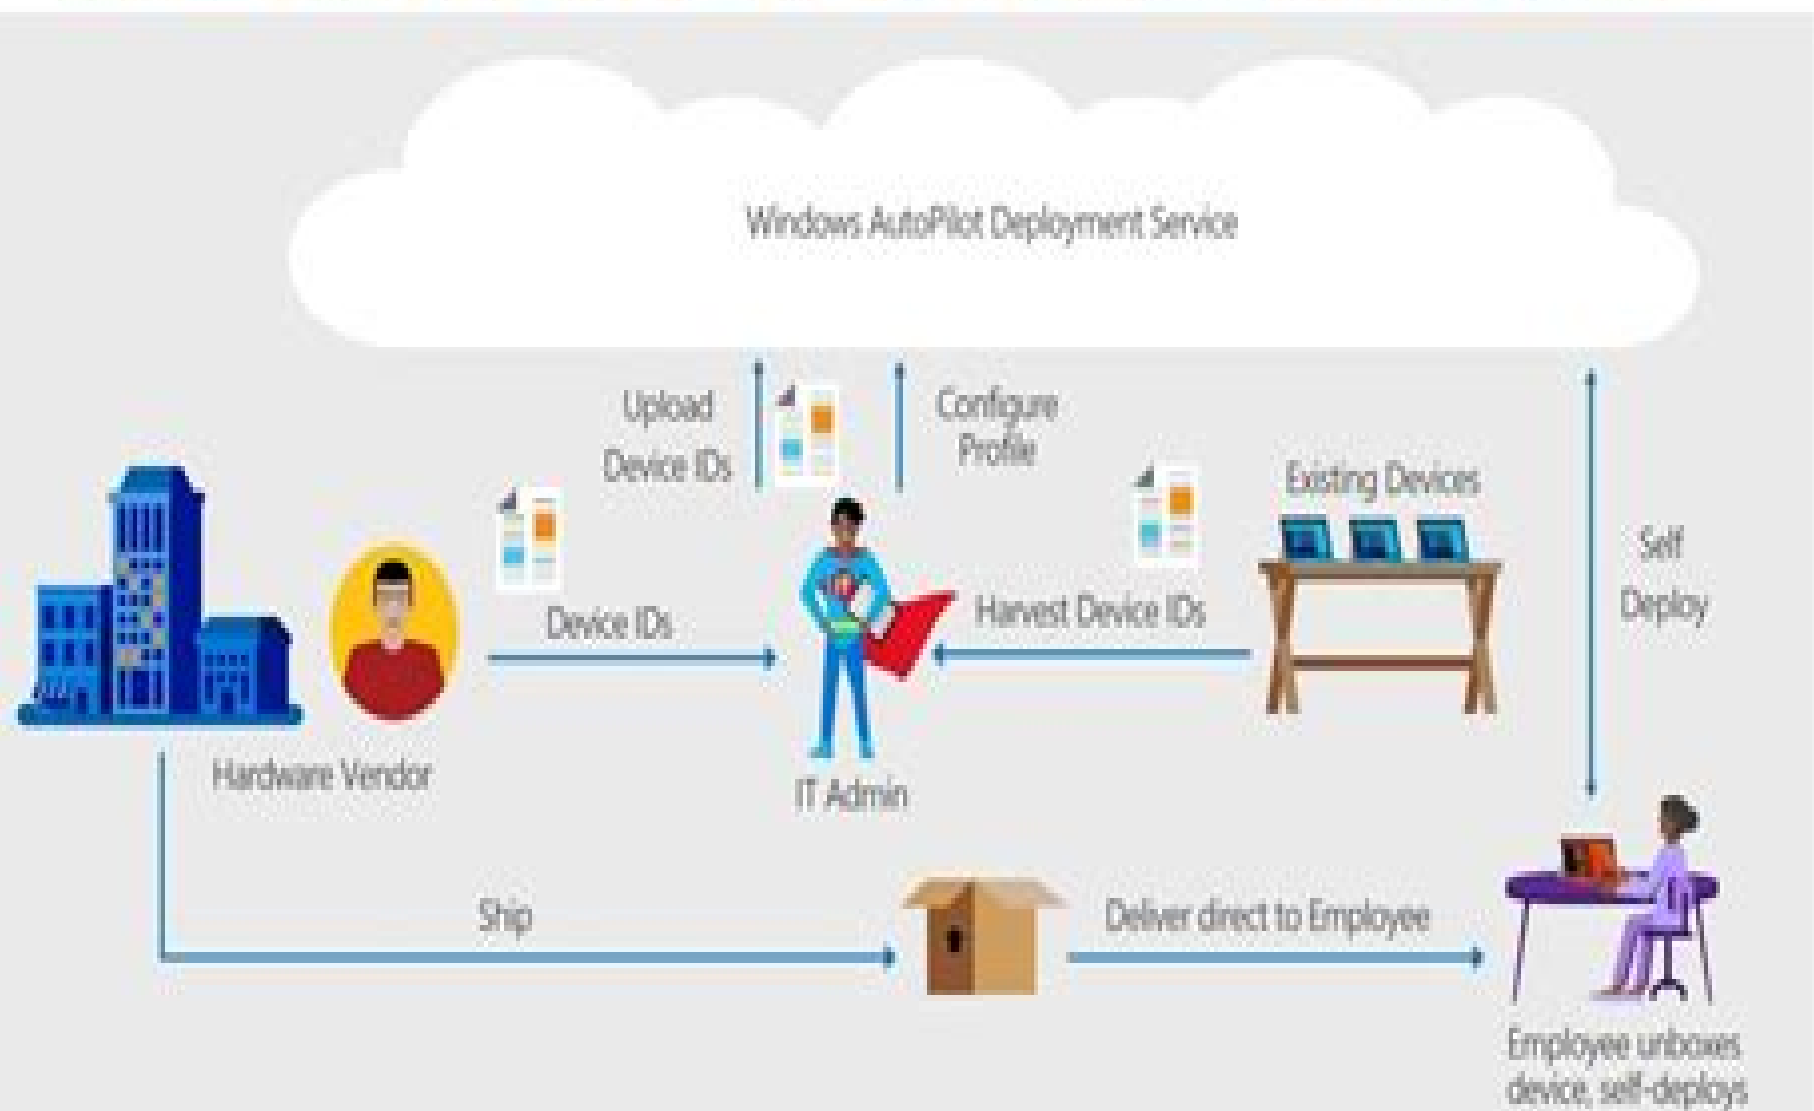 Windows AutoPilot Deployment Service
Upload
Device IDs
Configure
Profile
Existing Devices
Self
Deploy
Device IDs
Harvest Device IDs
Hardware Vendor
IT Admin
Ship
Deliver direct to Employee
Employee unboxes
device, self-deploys